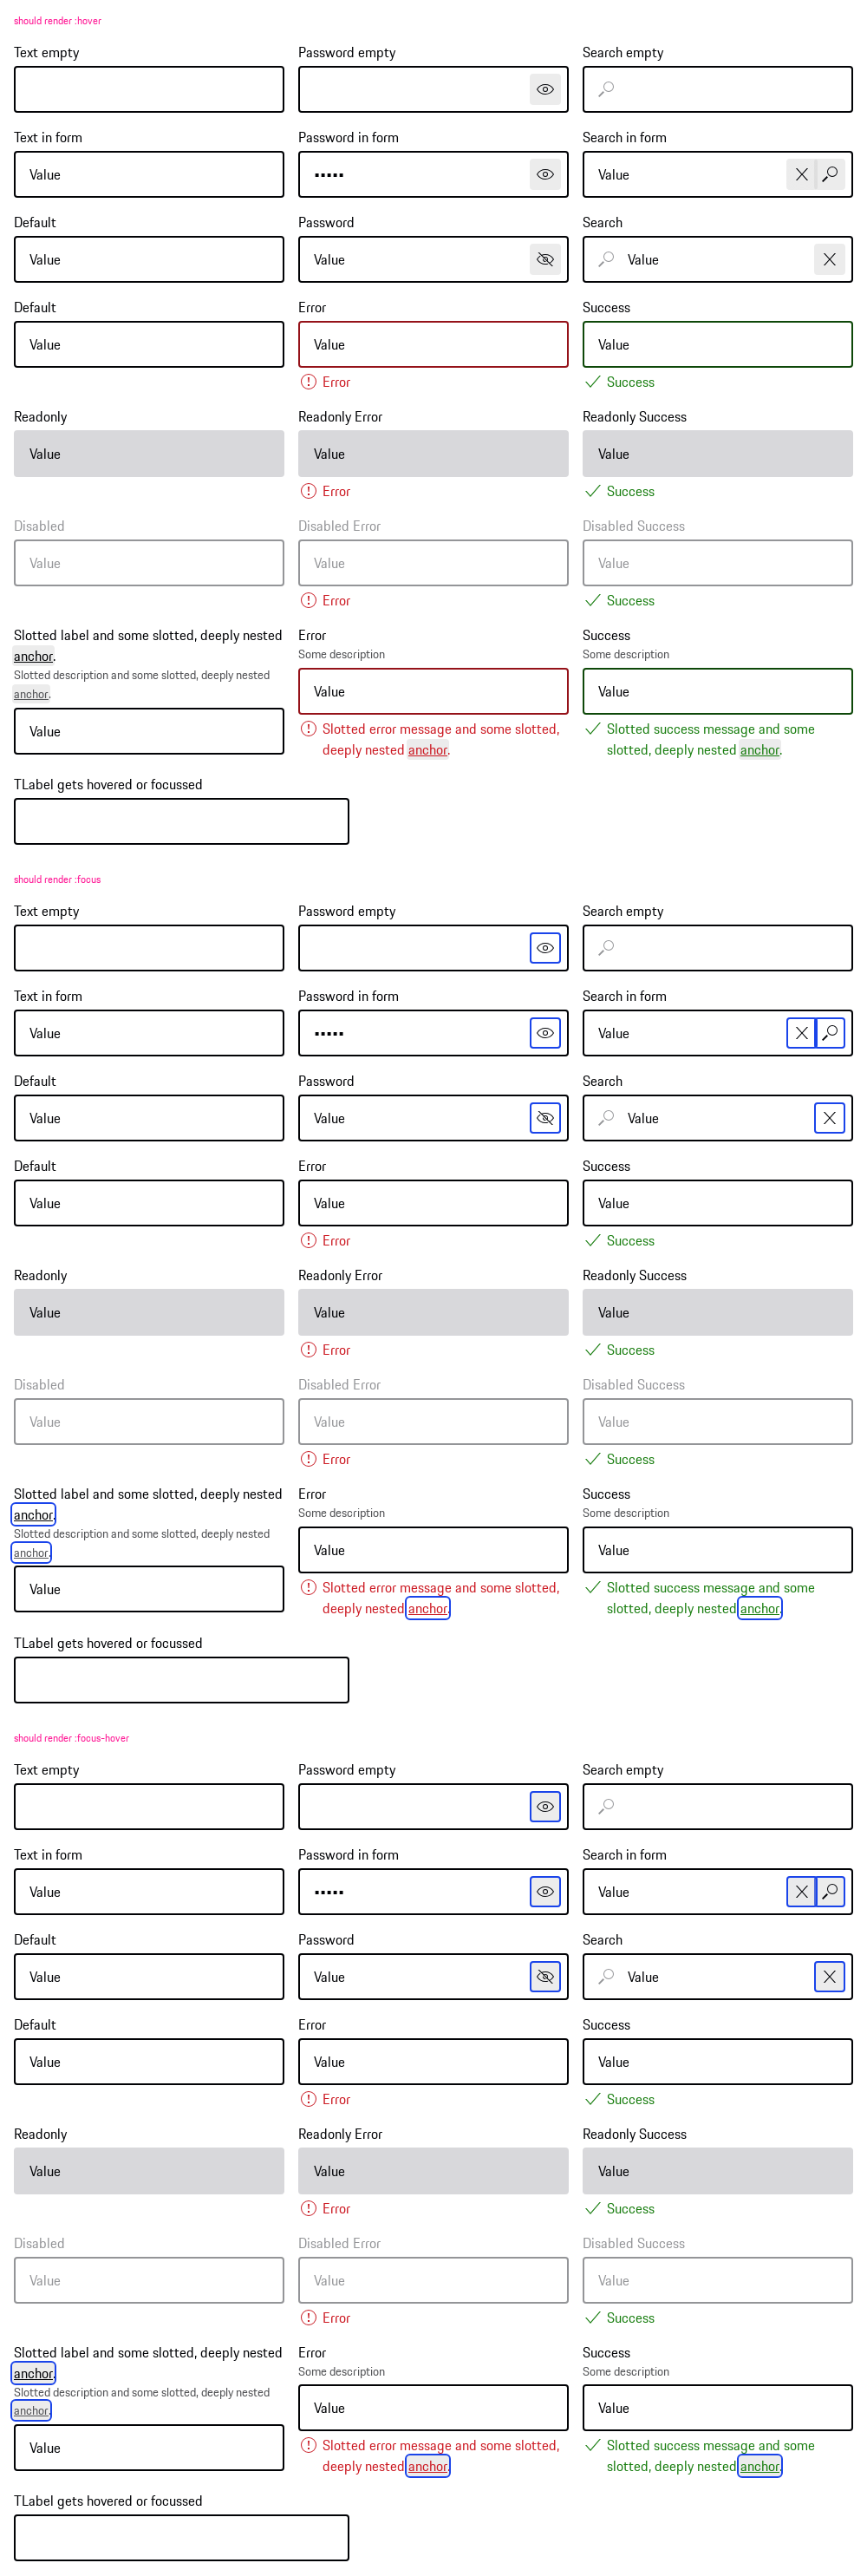 should render :hover
Text empty
Password empty
Search empty
Text in form
Password in form
Search in form
Value
•••••
Value
Default
Password
Search
Value
Value
Value
Default
Error
Success
Value
Value
Value
Error
Success
Readonly
Readonly Error
Readonly Success
Value
Value
Value
Error
Success
Disabled
Disabled Error
Disabled Success
Value
Value
Value
Error
Success
Slotted label and some slotted, deeply nested
anchor.
Slotted description and some slotted, deeply nested
anchor.
Value
Error
Some description
Value
Slotted error message and some slotted,
deeply nested anchor.
Success
Some description
Value
Slotted success message and some
slotted, deeply nested anchor.
TLabel gets hovered or focussed
should render :focus
Text empty
Password empty
Search empty
Text in form
Password in form
Search in form
Value
•••••
Value
Default
Password
Search
Value
Value
Value
Default
Error
Success
Value
Value
Value
Error
Success
Readonly
Readonly Error
Readonly Success
Value
Value
Value
Error
Success
Disabled
Disabled Error
Disabled Success
Value
Value
Value
Error
Success
Slotted label and some slotted, deeply nested
anchor.
Slotted description and some slotted, deeply nested
anchor.
Value
Error
Some description
Value
Slotted error message and some slotted,
deeply nested anchor.
Success
Some description
Value
Slotted success message and some
slotted, deeply nested anchor.
TLabel gets hovered or focussed
should render :focus-hover
Text empty
Password empty
Search empty
Text in form
Password in form
Search in form
Value
•••••
Value
Default
Password
Search
Value
Value
Value
Default
Error
Success
Value
Value
Value
Error
Success
Readonly
Readonly Error
Readonly Success
Value
Value
Value
Error
Success
Disabled
Disabled Error
Disabled Success
Value
Value
Value
Error
Success
Slotted label and some slotted, deeply nested
anchor.
Slotted description and some slotted, deeply nested
anchor.
Value
Error
Some description
Value
Slotted error message and some slotted,
deeply nested anchor.
Success
Some description
Value
Slotted success message and some
slotted, deeply nested anchor.
TLabel gets hovered or focussed